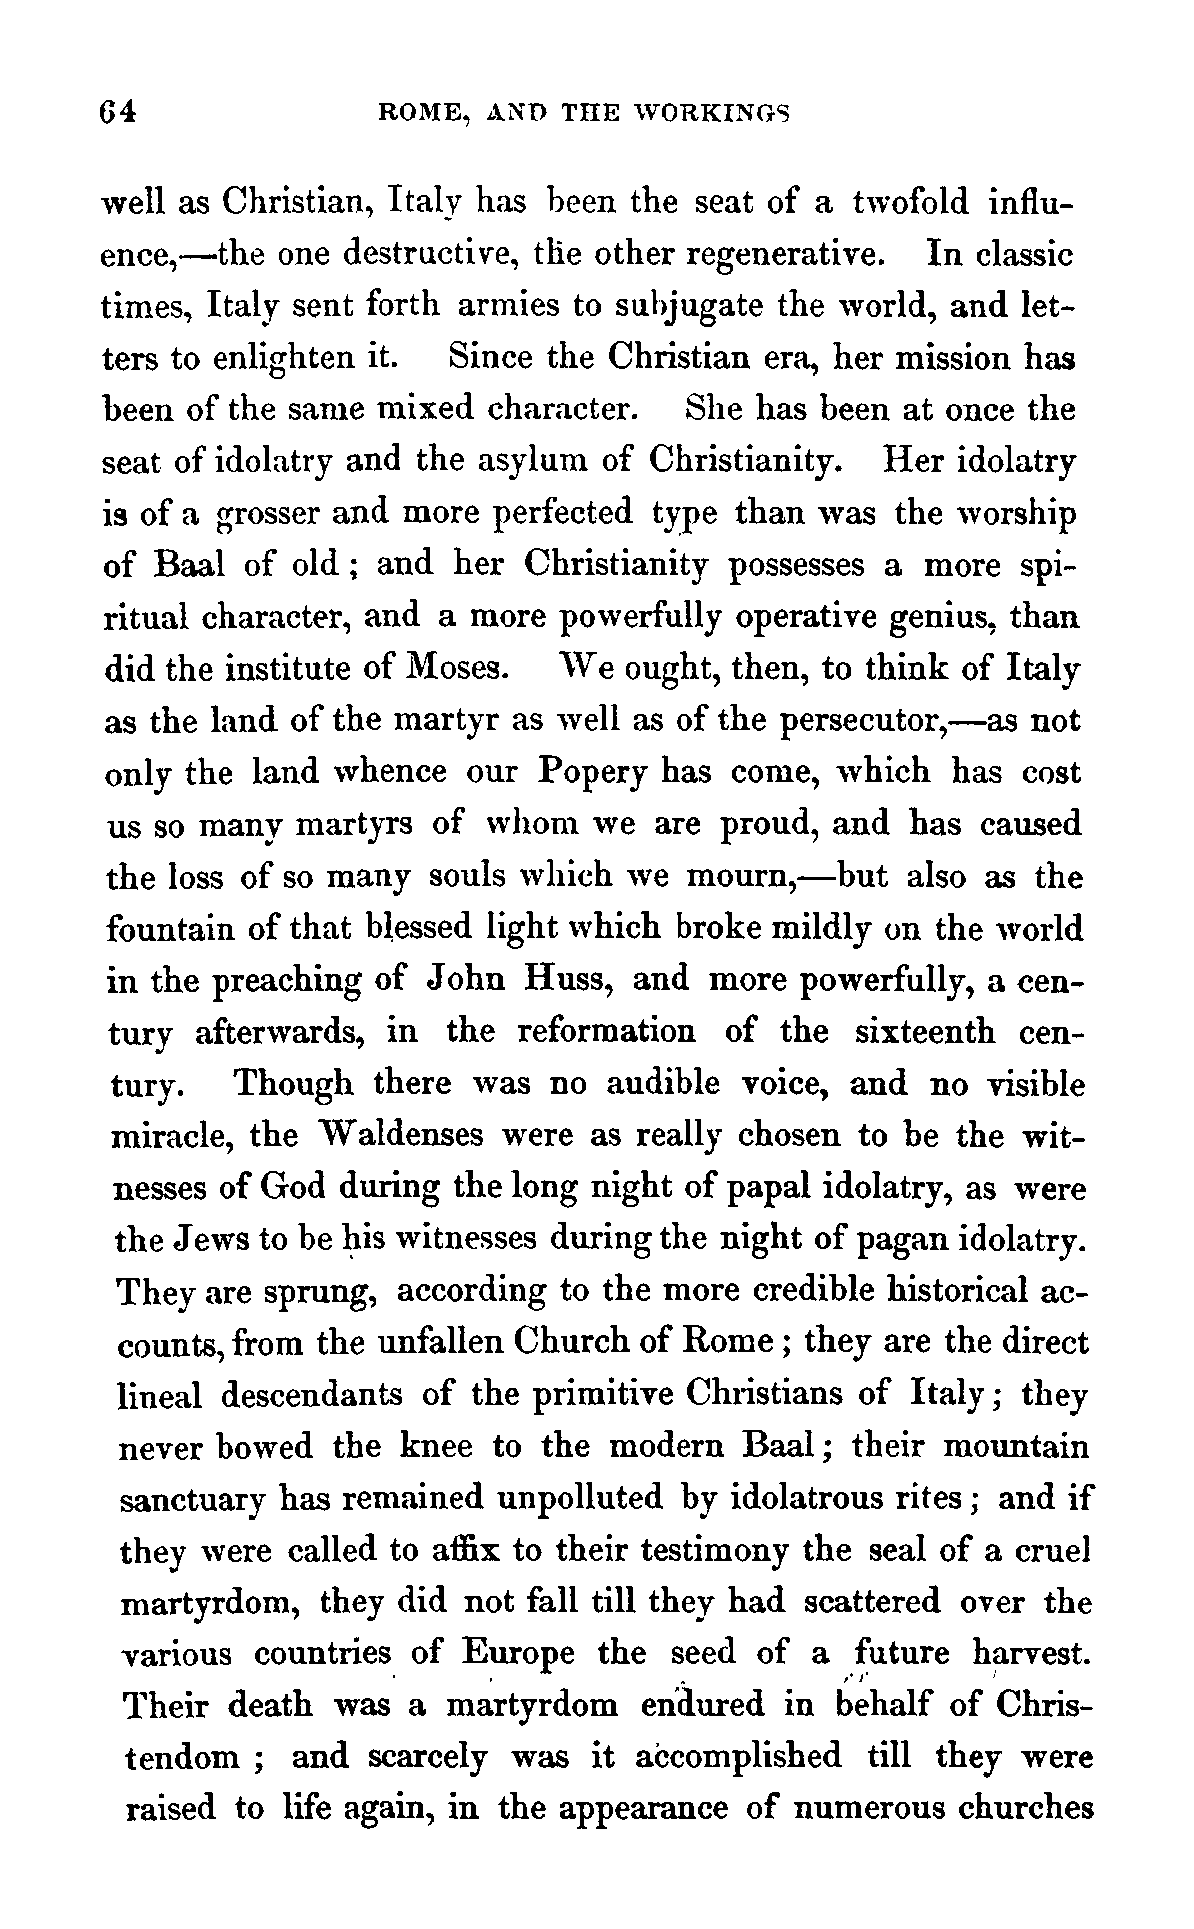 64 ROME, AND THE WORKINGS
well as Christian, Italy has been the seat of a twofold influ-
ence,—the one destructive, the other regenerative. In classic
times, Italy sent forth armies to subjugate the world, and let-
ters to enlighten it. Since the Christian era, her mission has
been of the same mixed character. She has been at once the
seat of idolatry and the asylum of Christianity. Her idolatry
is of a grosser and more perfected type than was the worship
of Baal of old ; and her Christianity possesses a more spi-
ritual character, and a more powerfully operative genius, than
did the institute of Moses. We ought, then, to think of Italy
as the land of the martyr as well as of the persecutor,—as not
only the land whence our Popery has come, which has cost
us so many martyrs of whom we are proud, and has caused
the loss of so many souls which we mourn,—but also as the
fountain of that blessed light which broke mildly on the world
in the preaching of John Huss, and more powerfully, a cen-
tury afterwards, in the reformation of the sixteenth cen-
tury. Though there was no audible voice, and no visible
miracle, the Waldenses were as really chosen to be the wit-
nesses of God during the long night of papal idolatry, as were
the Jews to be his witnesses during the night of pagan idolatry.
They are sprung, according to the more credible historical ac-
counts, from the unfallen Church of Rome ; they are the direct
lineal descendants of the primitive Christians of Italy ; they
never bowed the knee to the modern Baal ; their mountain
sanctuary has remained unpolluted by idolatrous rites ; and if
they were called to affix to their testimony the seal of a cruel
martyrdom, they did not fall till they had scattered over the
various countries of Europe the seed of a future harvest.
Their death was a martyrdom endured in behalf of Chris-
tendom ; and scarcely was it accomplished till they were
raised to life again, in the appearance of numerous churches